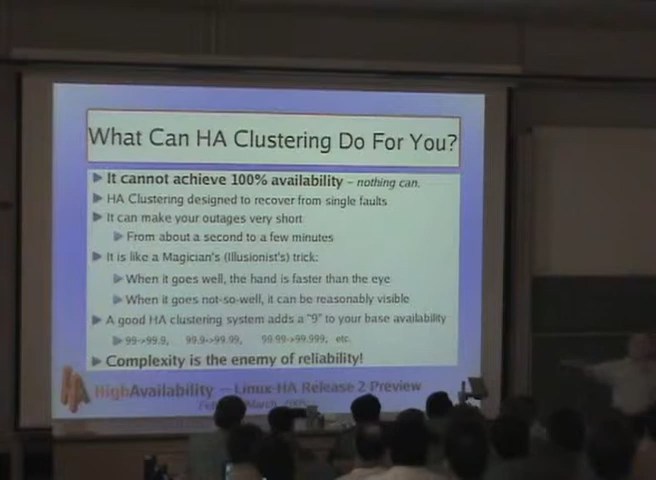 What Can HA Clustering Do For You?
It cannot achieve 100% availability – nothing can.
HA Clustering designed to recover from single faults
It can make your outages very short
From about a second to a few minutes
It is like a Magician's (Illusionist's) trick:
When it goes well, the hand is faster than the eye
When it goes not-so-well, it can be reasonably visible
A good HA clustering system adds a "9" to your base availability
99->99.9, 99.9->99.99, 99.99->99.999, etc.
Complexity is the enemy of reliability!
HA HighAvailability — Linux-HA Release 2 Preview
March